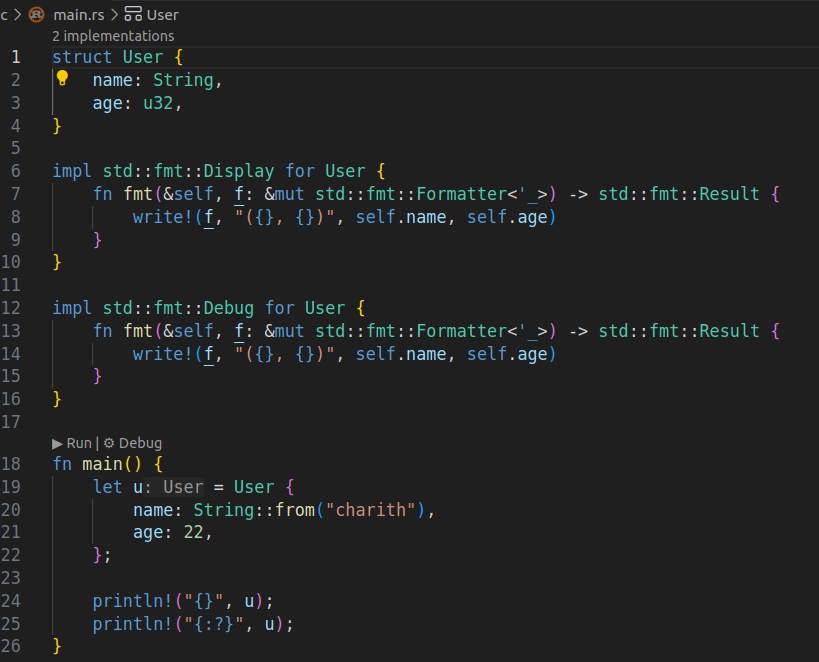 c > main.rs > User
2 implementations
1 struct User {
2     name: String,
3     age: u32,
4 }
5
6 impl std::fmt::Display for User {
7     fn fmt(&self, f: &mut std::fmt::Formatter<'_>) -> std::fmt::Result {
8         write!(f, "({}, {})", self.name, self.age)
9     }
10 }
11
12 impl std::fmt::Debug for User {
13     fn fmt(&self, f: &mut std::fmt::Formatter<'_>) -> std::fmt::Result {
14         write!(f, "({}, {})", self.name, self.age)
15     }
16 }
17
▶ Run | ⚙ Debug
18 fn main() {
19     let u: User = User {
20         name: String::from("charith"),
21         age: 22,
22     };
23
24     println!("{}", u);
25     println!("{:?}", u);
26 }